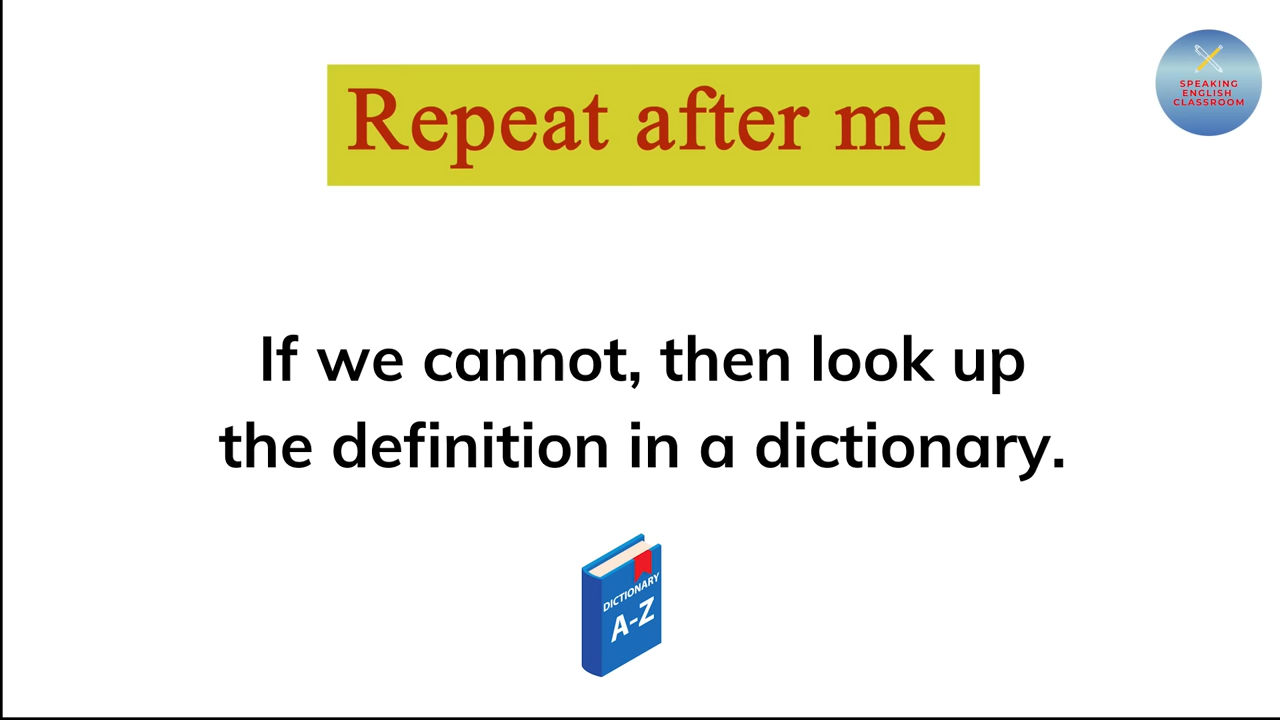 Repeat after me
SPEAKING
ENGLISH
CLASSROOM
If we cannot, then look up
the definition in a dictionary.
DICTIONARY
A-Z